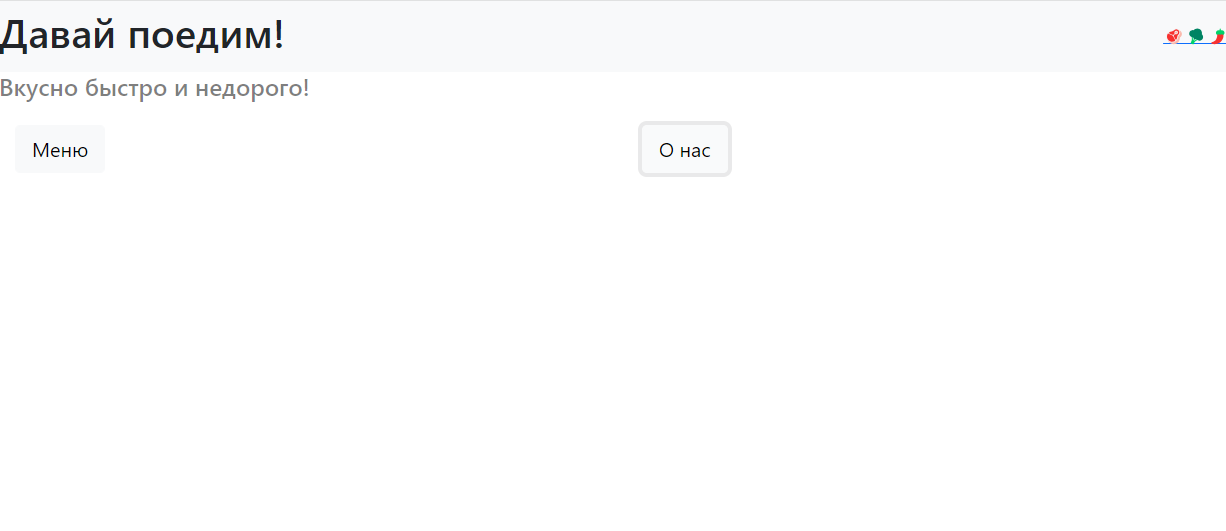 Давай поедим! 🥩🥦🌶️
Вкусно быстро и недорого!
Меню О нас